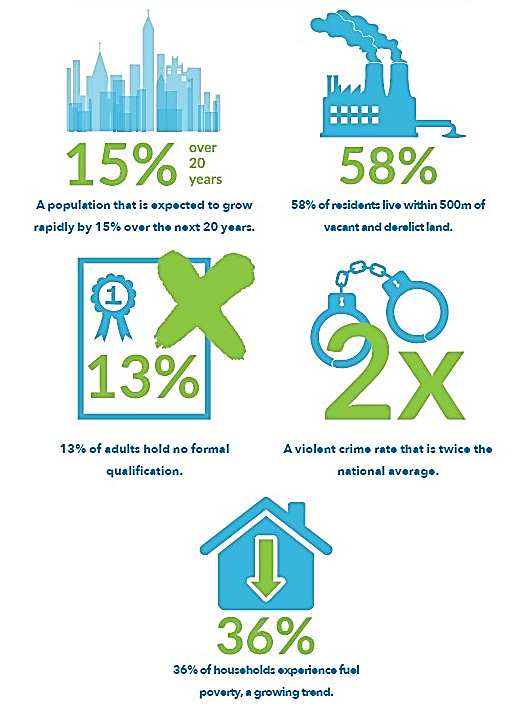 15% over
20
years
A population that is expected to grow
rapidly by 15% over the next 20 years.
58%
58% of residents live within 500m of
vacant and derelict land.
1
13%
13% of adults hold no formal
qualification.
2x
A violent crime rate that is twice the
national average.
36%
36% of households experience fuel
poverty, a growing trend.